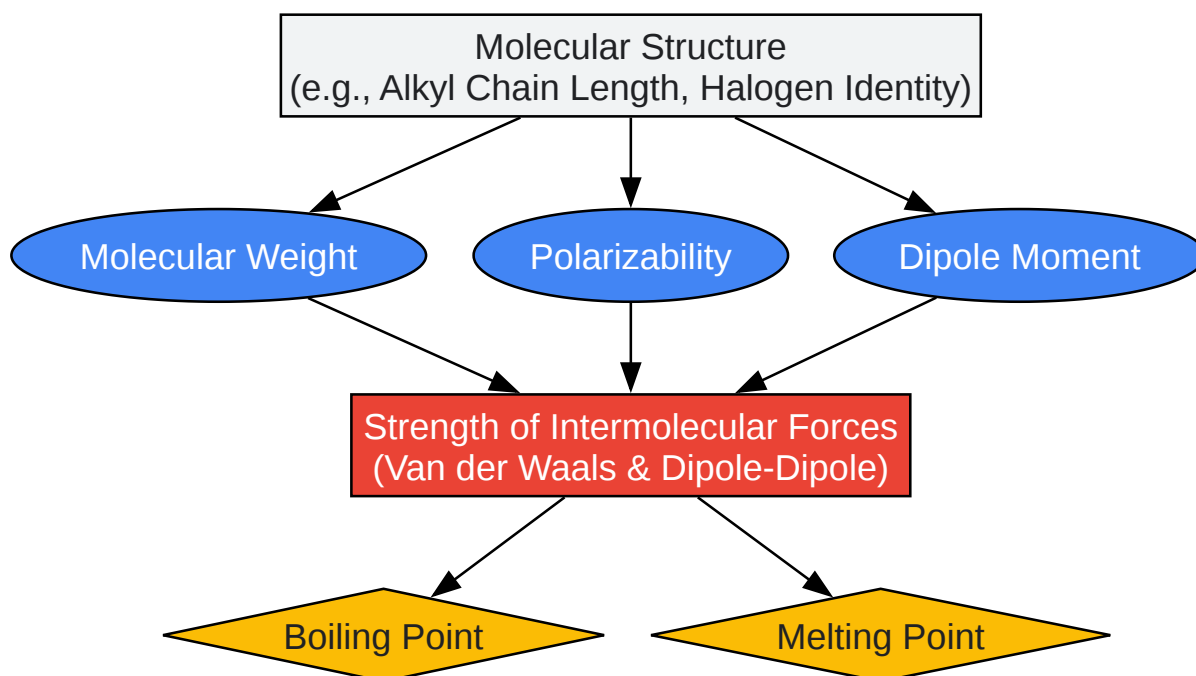 Molecular Structure
(e.g., Alkyl Chain Length, Halogen Identity)
Molecular Weight
Polarizability
Dipole Moment
Strength of Intermolecular Forces
(Van der Waals & Dipole-Dipole)
Boiling Point
Melting Point